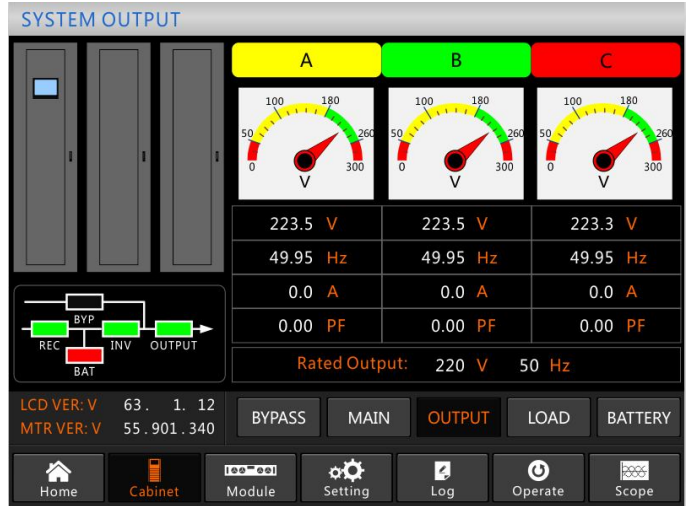 SYSTEM OUTPUT
A B C
50 100 180 260 0 300 V
50 100 180 260 0 300 V
50 100 180 260 0 300 V
223.5 V 223.5 V 223.3 V
49.95 Hz 49.95 Hz 49.95 Hz
0.0 A 0.0 A 0.0 A
0.00 PF 0.00 PF 0.00 PF
Rated Output: 220 V 50 Hz
BYP
REC INV OUTPUT
BAT
LCD VER: V 63. 1. 12
MTR VER: V 55.901.340
BYPASS MAIN OUTPUT LOAD BATTERY
Home Cabinet Module Setting Log Operate Scope